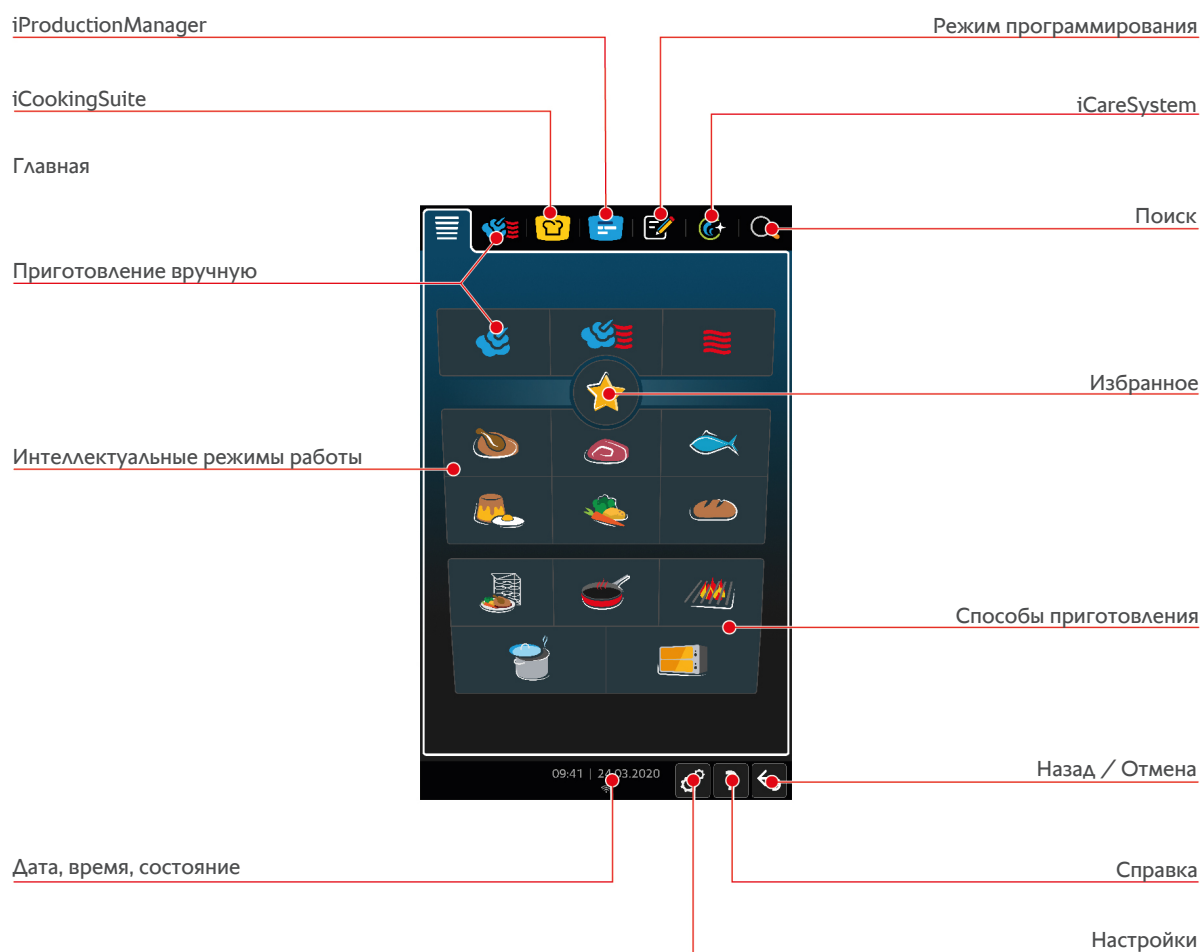 iProductionManager
Режим программирования
iCookingSuite
iCareSystem
Главная
Поиск
Приготовление вручную
Избранное
Интеллектуальные режимы работы
Способы приготовления
09:41 | 24.03.2020
Назад / Отмена
Дата, время, состояние
Справка
Настройки